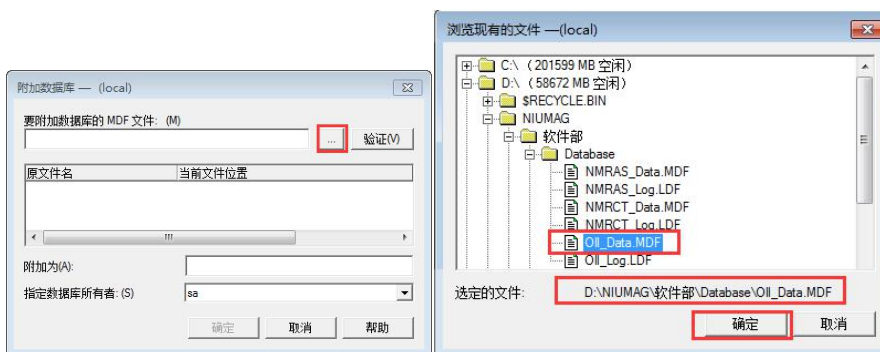 附加数据库 — (local)
要附加数据库的 MDF 文件: (M)
...
验证(V)
原文件名
当前文件位置
附加为(A):
指定数据库所有者: (S)
sa
确定
取消
帮助
浏览现有的文件 —(local)
C:\ (201599 MB 空闲)
D:\ (58672 MB 空闲)
$RECYCLE.BIN
NIUMAG
软件部
Database
NMRAS_Data.MDF
NMRAS_Log.LDF
NMRCT_Data.MDF
NMRCT_Log.LDF
OIl_Data.MDF
OIl_Log.LDF
选定的文件:
D:\NIUMAG\软件部\Database\OIl_Data.MDF
确定
取消